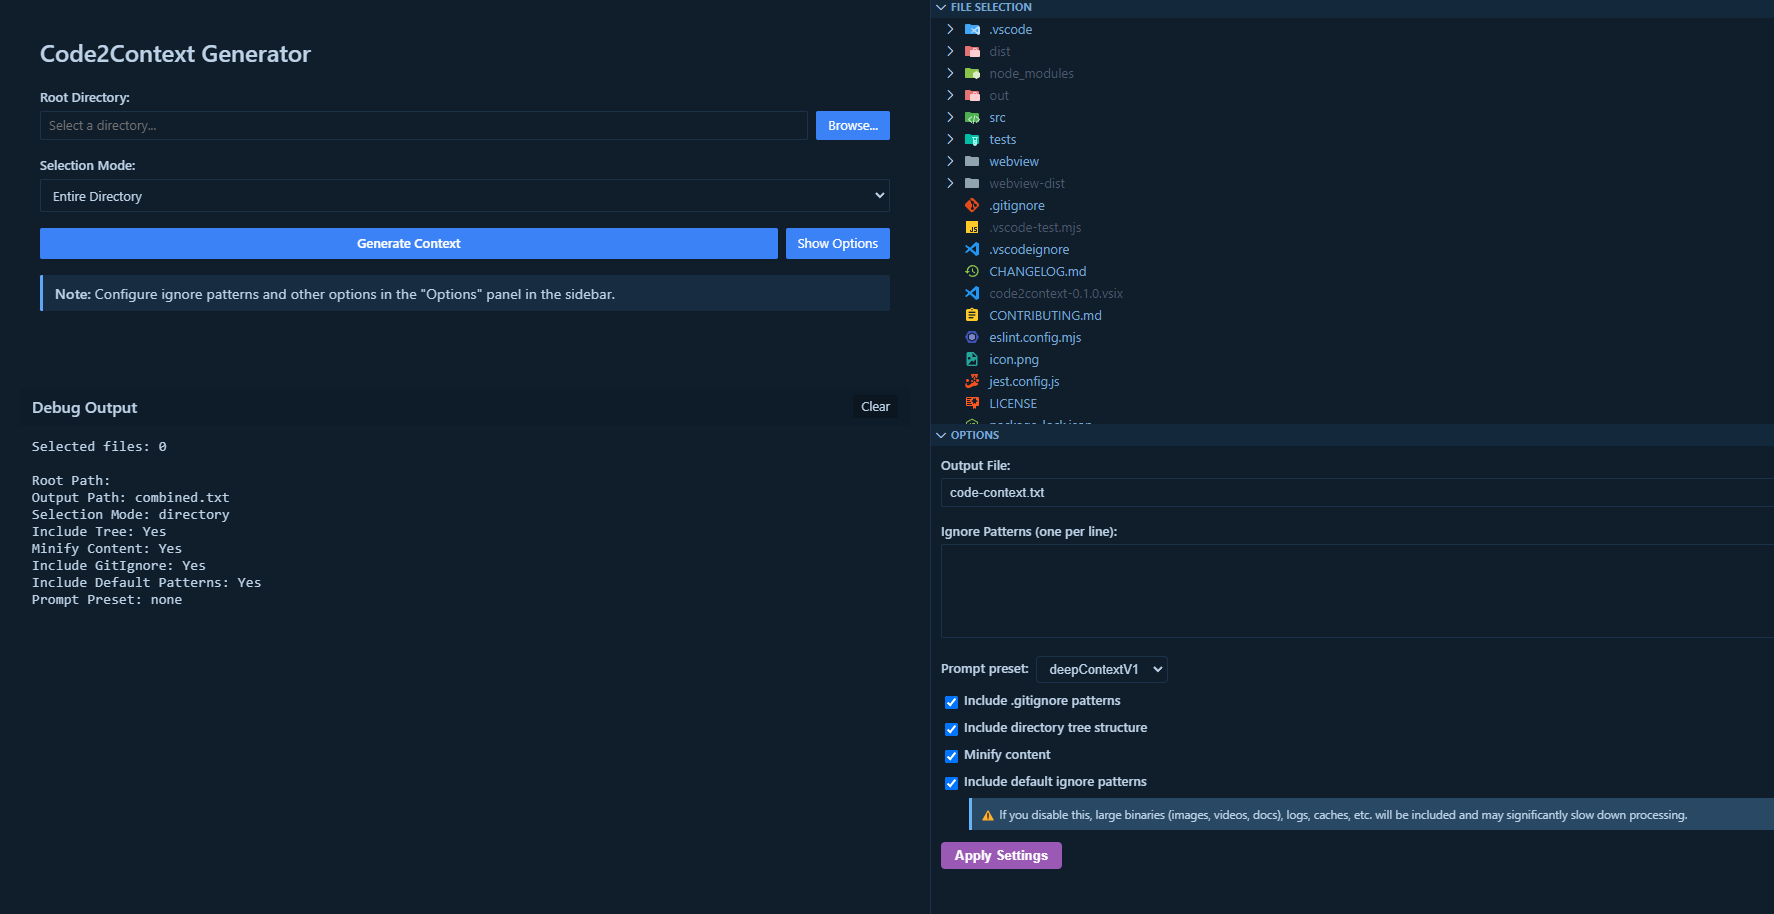 Code2Context Generator
Root Directory:
Select a directory...
Browse...
Selection Mode:
Entire Directory
Generate Context
Show Options
Note: Configure ignore patterns and other options in the "Options" panel in the sidebar.
Debug Output
Clear
Selected files: 0
Root Path:
Output Path: combined.txt
Selection Mode: directory
Include Tree: Yes
Minify Content: Yes
Include GitIgnore: Yes
Include Default Patterns: Yes
Prompt Preset: none
FILE SELECTION
.vscode
dist
node_modules
out
src
tests
webview
webview-dist
.gitignore
.vscode-test.mjs
.vscodeignore
CHANGELOG.md
code2context-0.1.0.vsix
CONTRIBUTING.md
eslint.config.mjs
icon.png
jest.config.js
LICENSE
package-lock.json
OPTIONS
Output File:
code-context.txt
Ignore Patterns (one per line):
Prompt preset: deepContextV1
Include .gitignore patterns
Include directory tree structure
Minify content
Include default ignore patterns
If you disable this, large binaries (images, videos, docs), logs, caches, etc. will be included and may significantly slow down processing.
Apply Settings